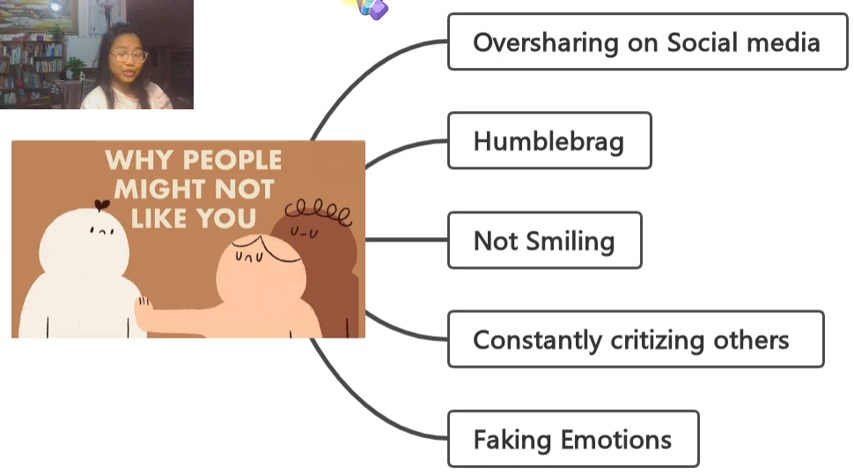 WHY PEOPLE
MIGHT NOT
LIKE YOU
Oversharing on Social media
Humblebrag
Not Smiling
Constantly critizing others
Faking Emotions